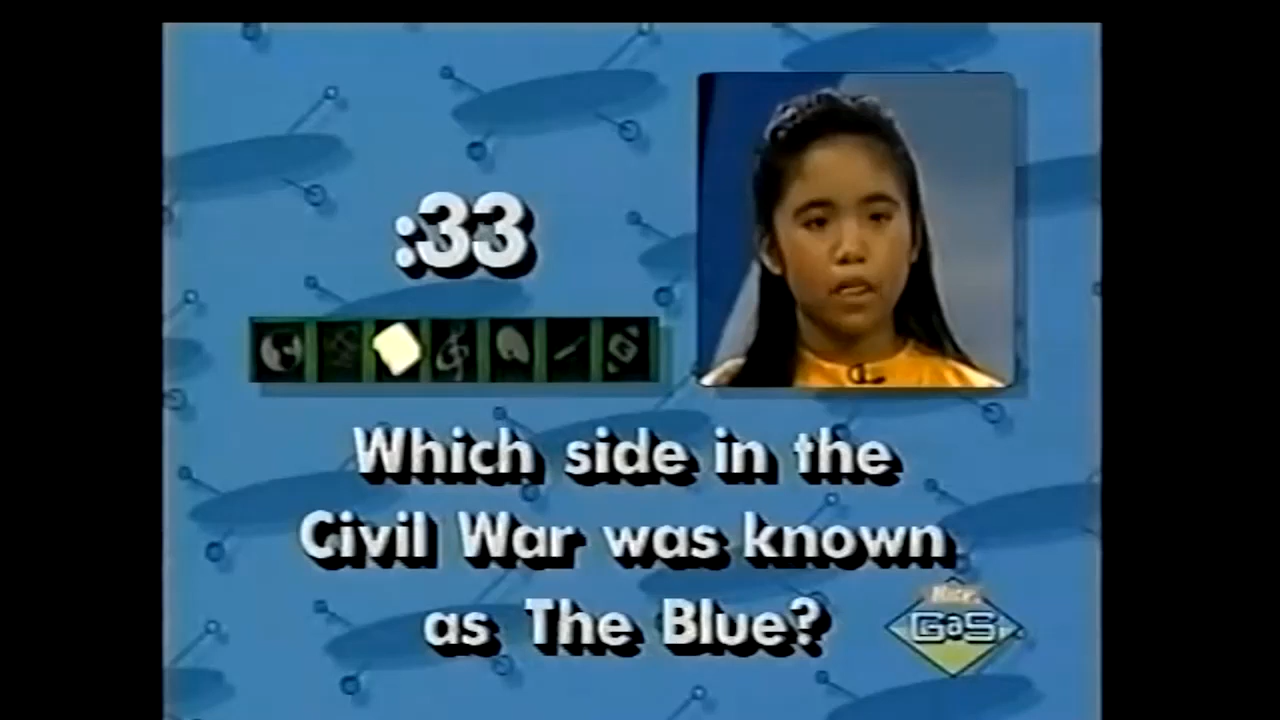 :33
Which side in the
Civil War was known
as The Blue?
Nick
GaS